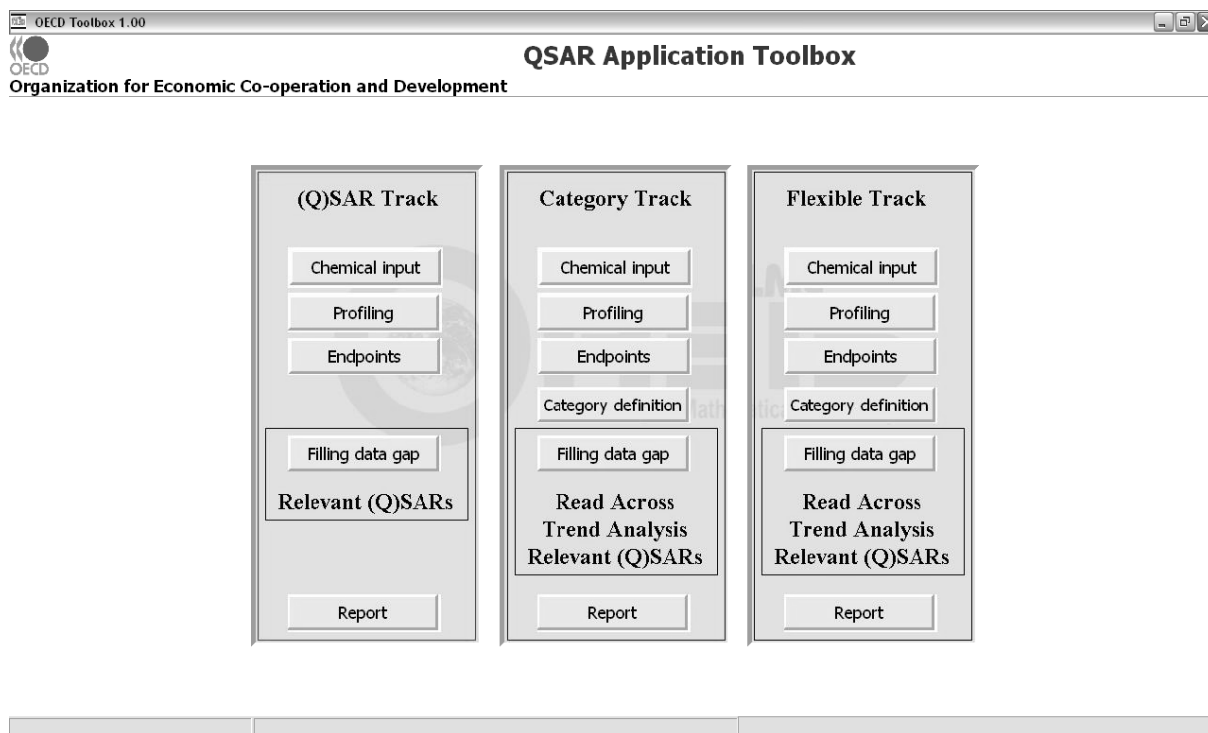 OECD Toolbox 1.00
OECD
QSAR Application Toolbox
Organization for Economic Co-operation and Development
(Q)SAR Track
Chemical input
Profiling
Endpoints
Filling data gap
Relevant (Q)SARs
Report
Category Track
Chemical input
Profiling
Endpoints
Category definition
Filling data gap
Read Across
Trend Analysis
Relevant (Q)SARs
Report
Flexible Track
Chemical input
Profiling
Endpoints
Category definition
Filling data gap
Read Across
Trend Analysis
Relevant (Q)SARs
Report